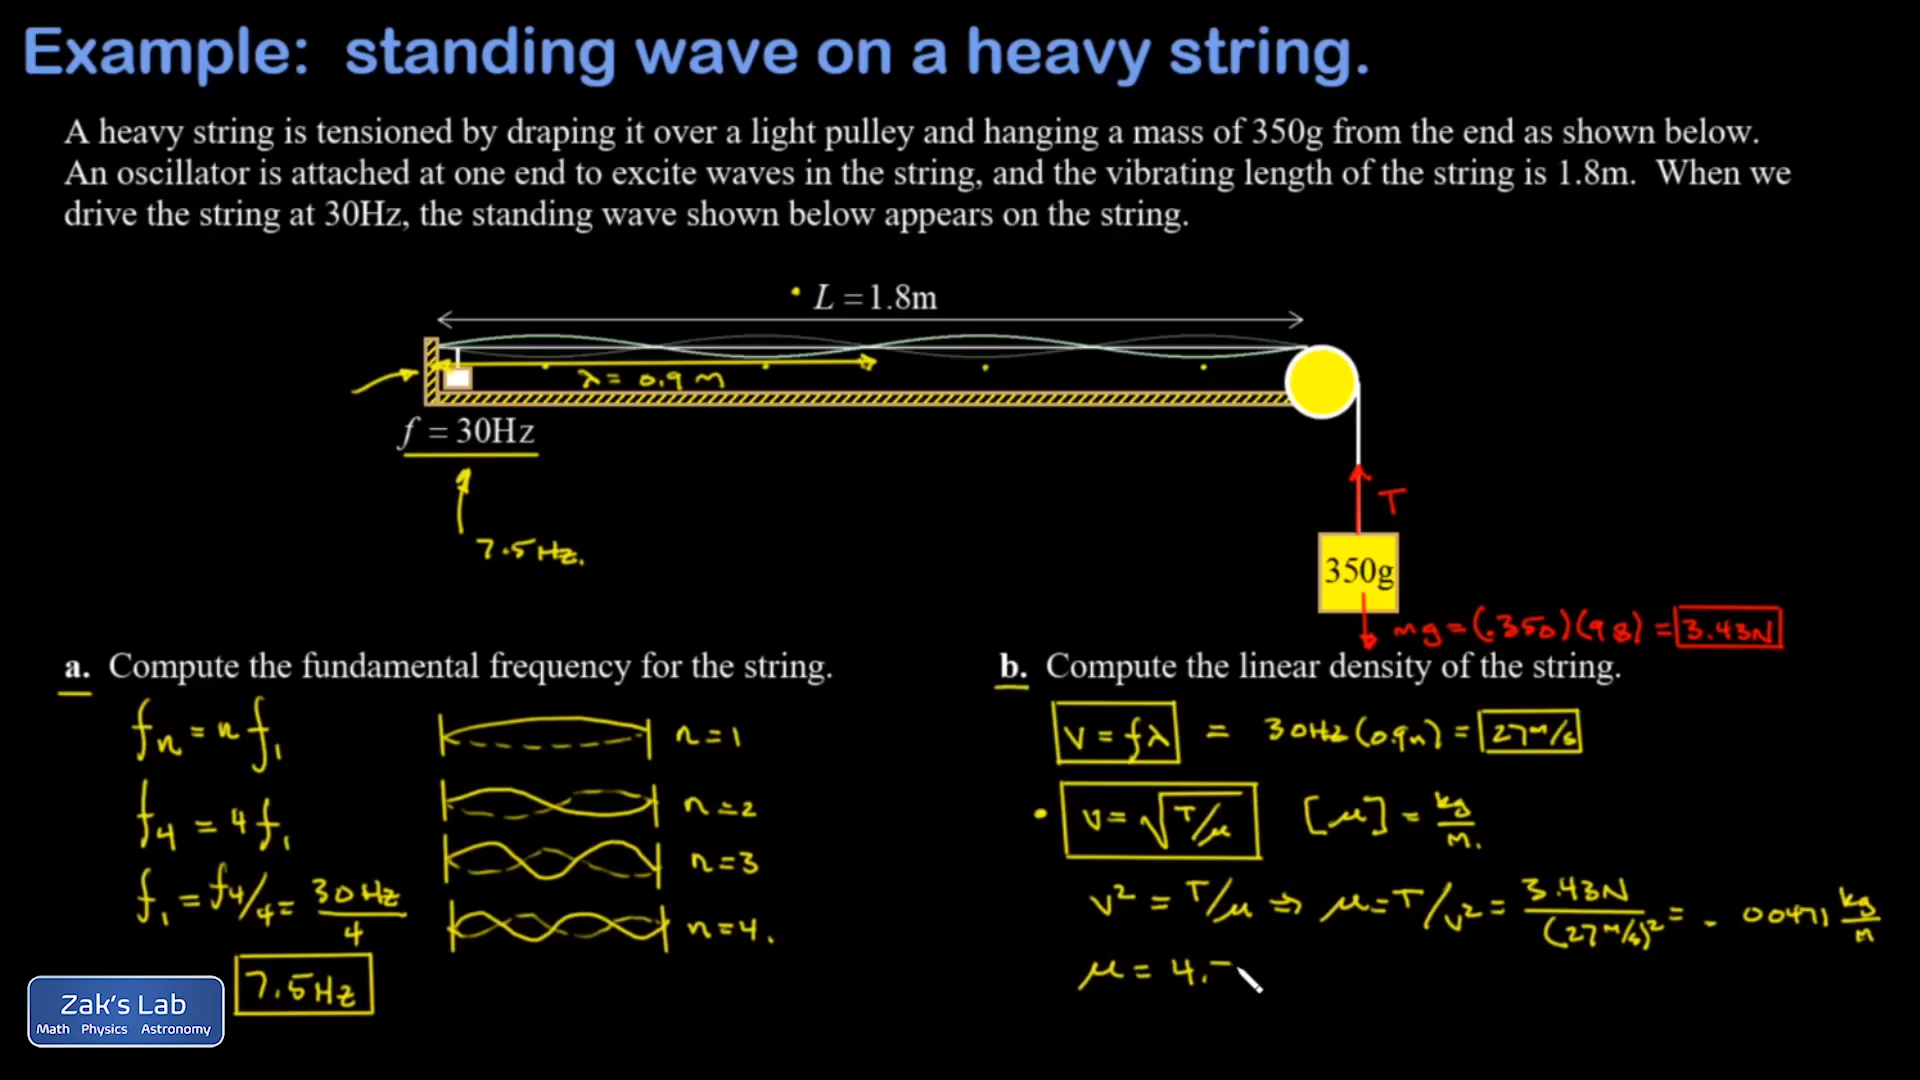 Example: standing wave on a heavy string.
A heavy string is tensioned by draping it over a light pulley and hanging a mass of 350g from the end as shown below.
An oscillator is attached at one end to excite waves in the string, and the vibrating length of the string is 1.8m. When we
drive the string at 30Hz, the standing wave shown below appears on the string.
L = 1.8m
λ = 0.9 m
f = 30Hz
7.5 Hz.
T
350g
mg = (.350)(9.8) = 3.43N
a. Compute the fundamental frequency for the string.
fn = n f1
f4 = 4f1
f1 = f4/4 = 30Hz/4
7.5Hz
n=1
n=2
n=3
n=4.
b. Compute the linear density of the string.
v = fλ = 30Hz(0.9m) = 27m/s
v = √T/μ [μ] = kg/m.
v² = T/μ ⇒ μ = T/v² = 3.43N/(27m/s)² = .00471 kg/m
μ = 4.
Zak's Lab
Math Physics Astronomy